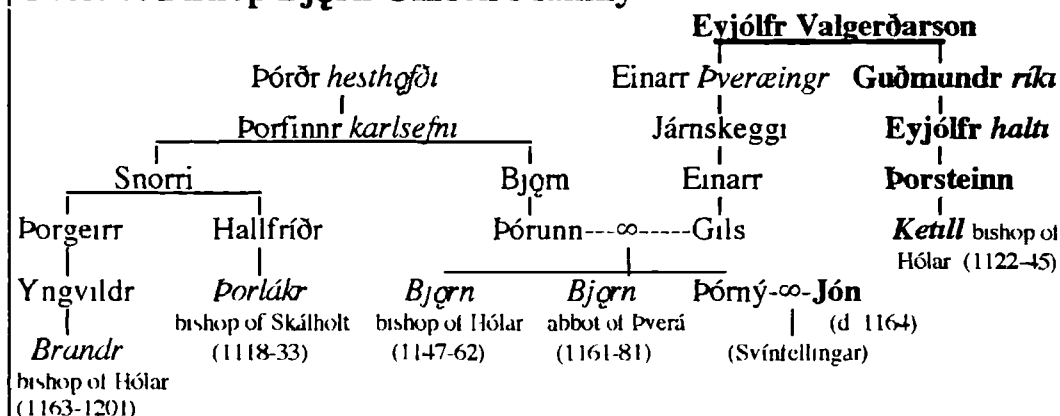 Eyjólfr Valgerðarson
Þórðr hesthǫfði Einarr Þveræingr Guðmundr ríki
Þorfinnr karlsefni Járnskeggi Eyjólfr halti
Snorri Bjǫrn Einarr Þorsteinn
Þorgeirr Hallfríðr Þórunn---∞-----Gils Ketill bishop of
Hólar (1122-45)
Yngvildr Þorlákr Bjǫrn Bjǫrn Þórný-∞-Jón
bishop of Skálholt bishop of Hólar abbot of Þverá (d 1164)
Brandr (1118-33) (1147-62) (1161-81) (Svínfellingar)
bishop of Hólar
(1163-1201)